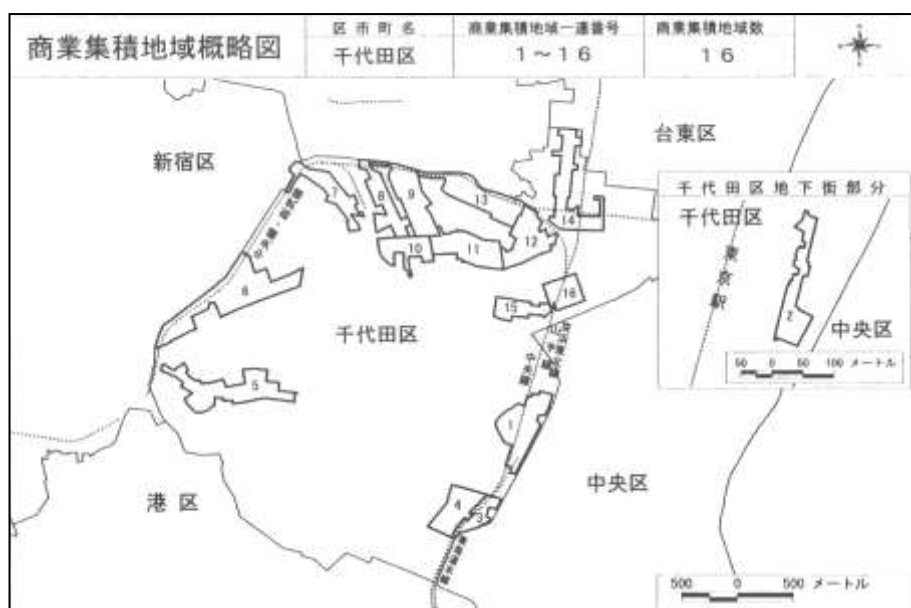 商業集積地域概略図
区市町名
千代田区
商業集積地域一連番号
1～16
商業集積地域数
16
新宿区
台東区
千代田区地下街部分
千代田区
東京駅
2
中央区
50 0 50 100 メートル
7
8
9
13
14
12
11
10
6
16
15
千代田区
中央線
5
1
中央区
港区
4
3
500 0 500 メートル